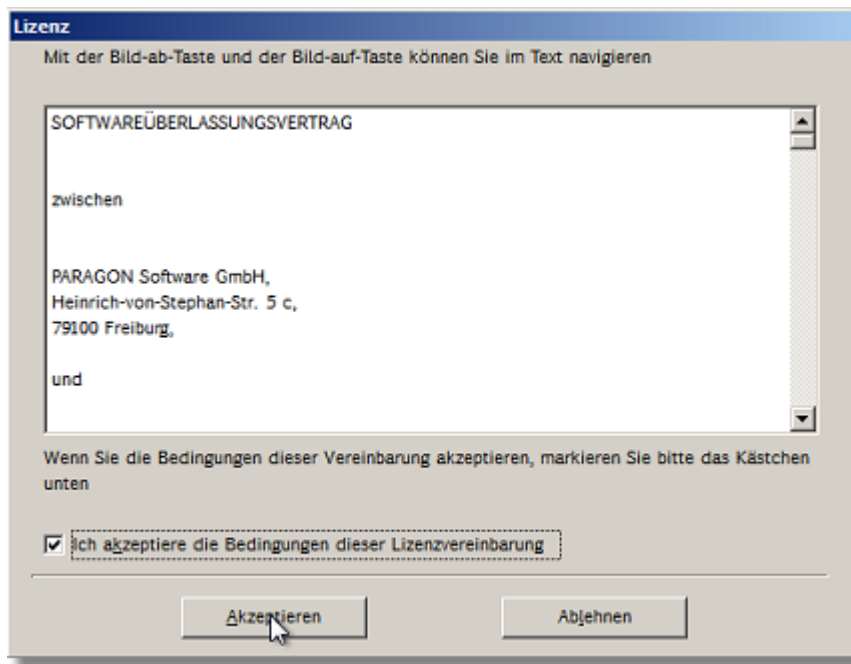 Lizenz
Mit der Bild-ab-Taste und der Bild-auf-Taste können Sie im Text navigieren
SOFTWAREÜBERLASSUNGSVERTRAG
zwischen
PARAGON Software GmbH,
Heinrich-von-Stephan-Str. 5 c,
79100 Freiburg,
und
Wenn Sie die Bedingungen dieser Vereinbarung akzeptieren, markieren Sie bitte das Kästchen
unten
Ich akzeptiere die Bedingungen dieser Lizenzvereinbarung
Akzeptieren
Ablehnen